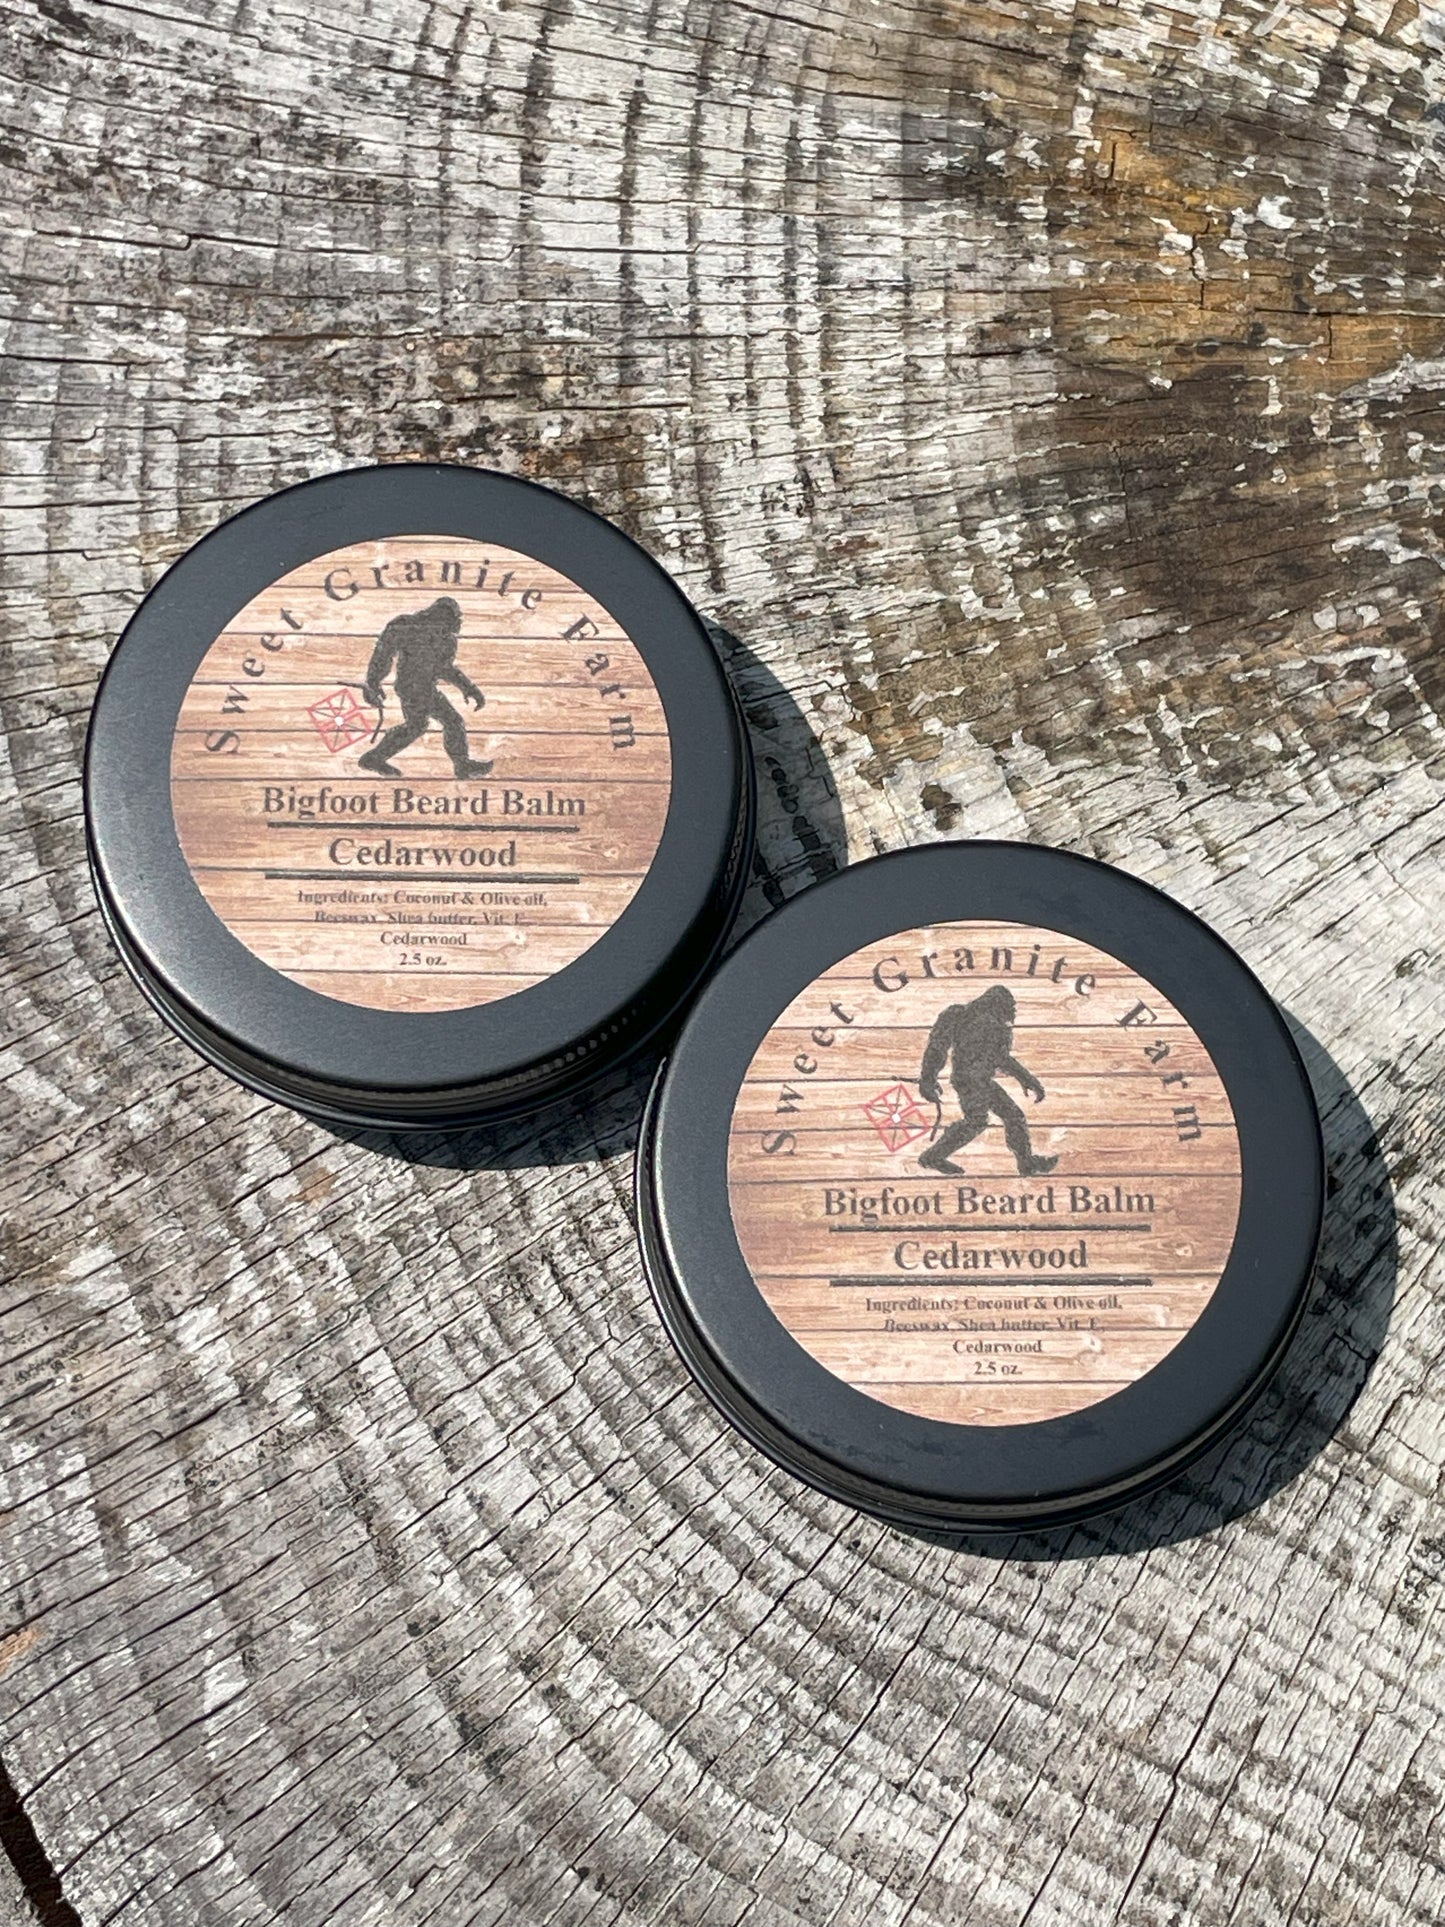 Sweet Granite Farm
Bigfoot Beard Balm
Cedarwood
Ingredients: Coconut & Olive oil,
Beeswax, Shea butter, Vit. E,
Cedarwood
2.5 oz.
Sweet Granite Farm
Bigfoot Beard Balm
Cedarwood
Ingredients: Coconut & Olive oil,
Beeswax, Shea butter, Vit. E,
Cedarwood
2.5 oz.